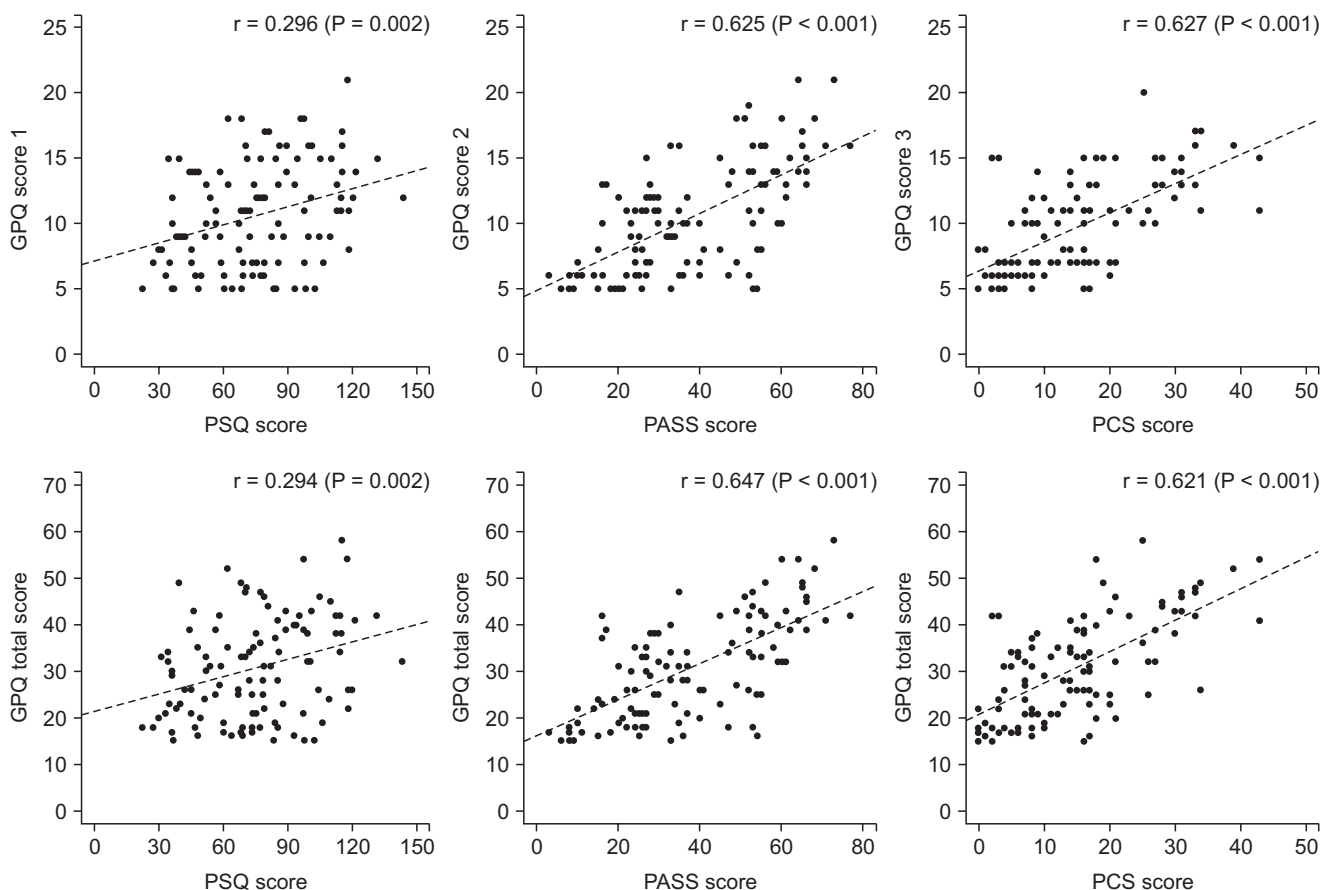 r = 0.296 (P = 0.002)
GPQ score 1
25
20
15
10
5
0
0 30 60 90 120 150
PSQ score
r = 0.625 (P < 0.001)
GPQ score 2
25
20
15
10
5
0
0 20 40 60 80
PASS score
r = 0.627 (P < 0.001)
GPQ score 3
25
20
15
10
5
0
0 10 20 30 40 50
PCS score
r = 0.294 (P = 0.002)
GPQ total score
70
60
50
40
30
20
10
0
0 30 60 90 120 150
PSQ score
r = 0.647 (P < 0.001)
GPQ total score
70
60
50
40
30
20
10
0
0 20 40 60 80
PASS score
r = 0.621 (P < 0.001)
GPQ total score
70
60
50
40
30
20
10
0
0 10 20 30 40 50
PCS score